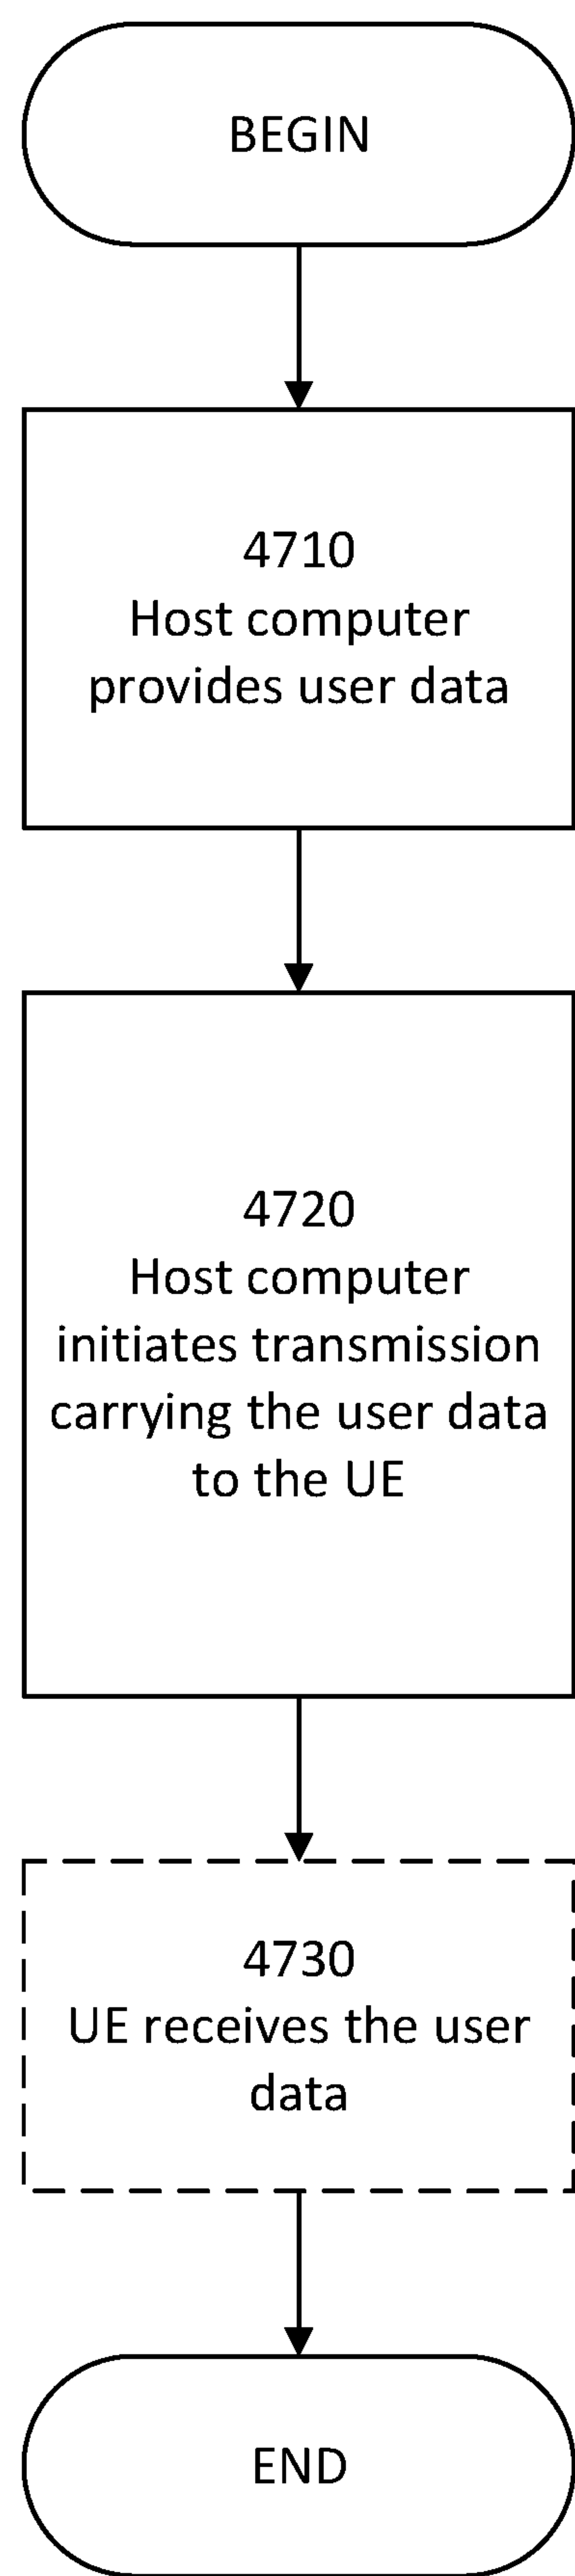 BEGIN
4710
Host computer
provides user data
4720
Host computer
initiates transmission
carrying the user data
to the UE
4730
UE receives the user
data
END